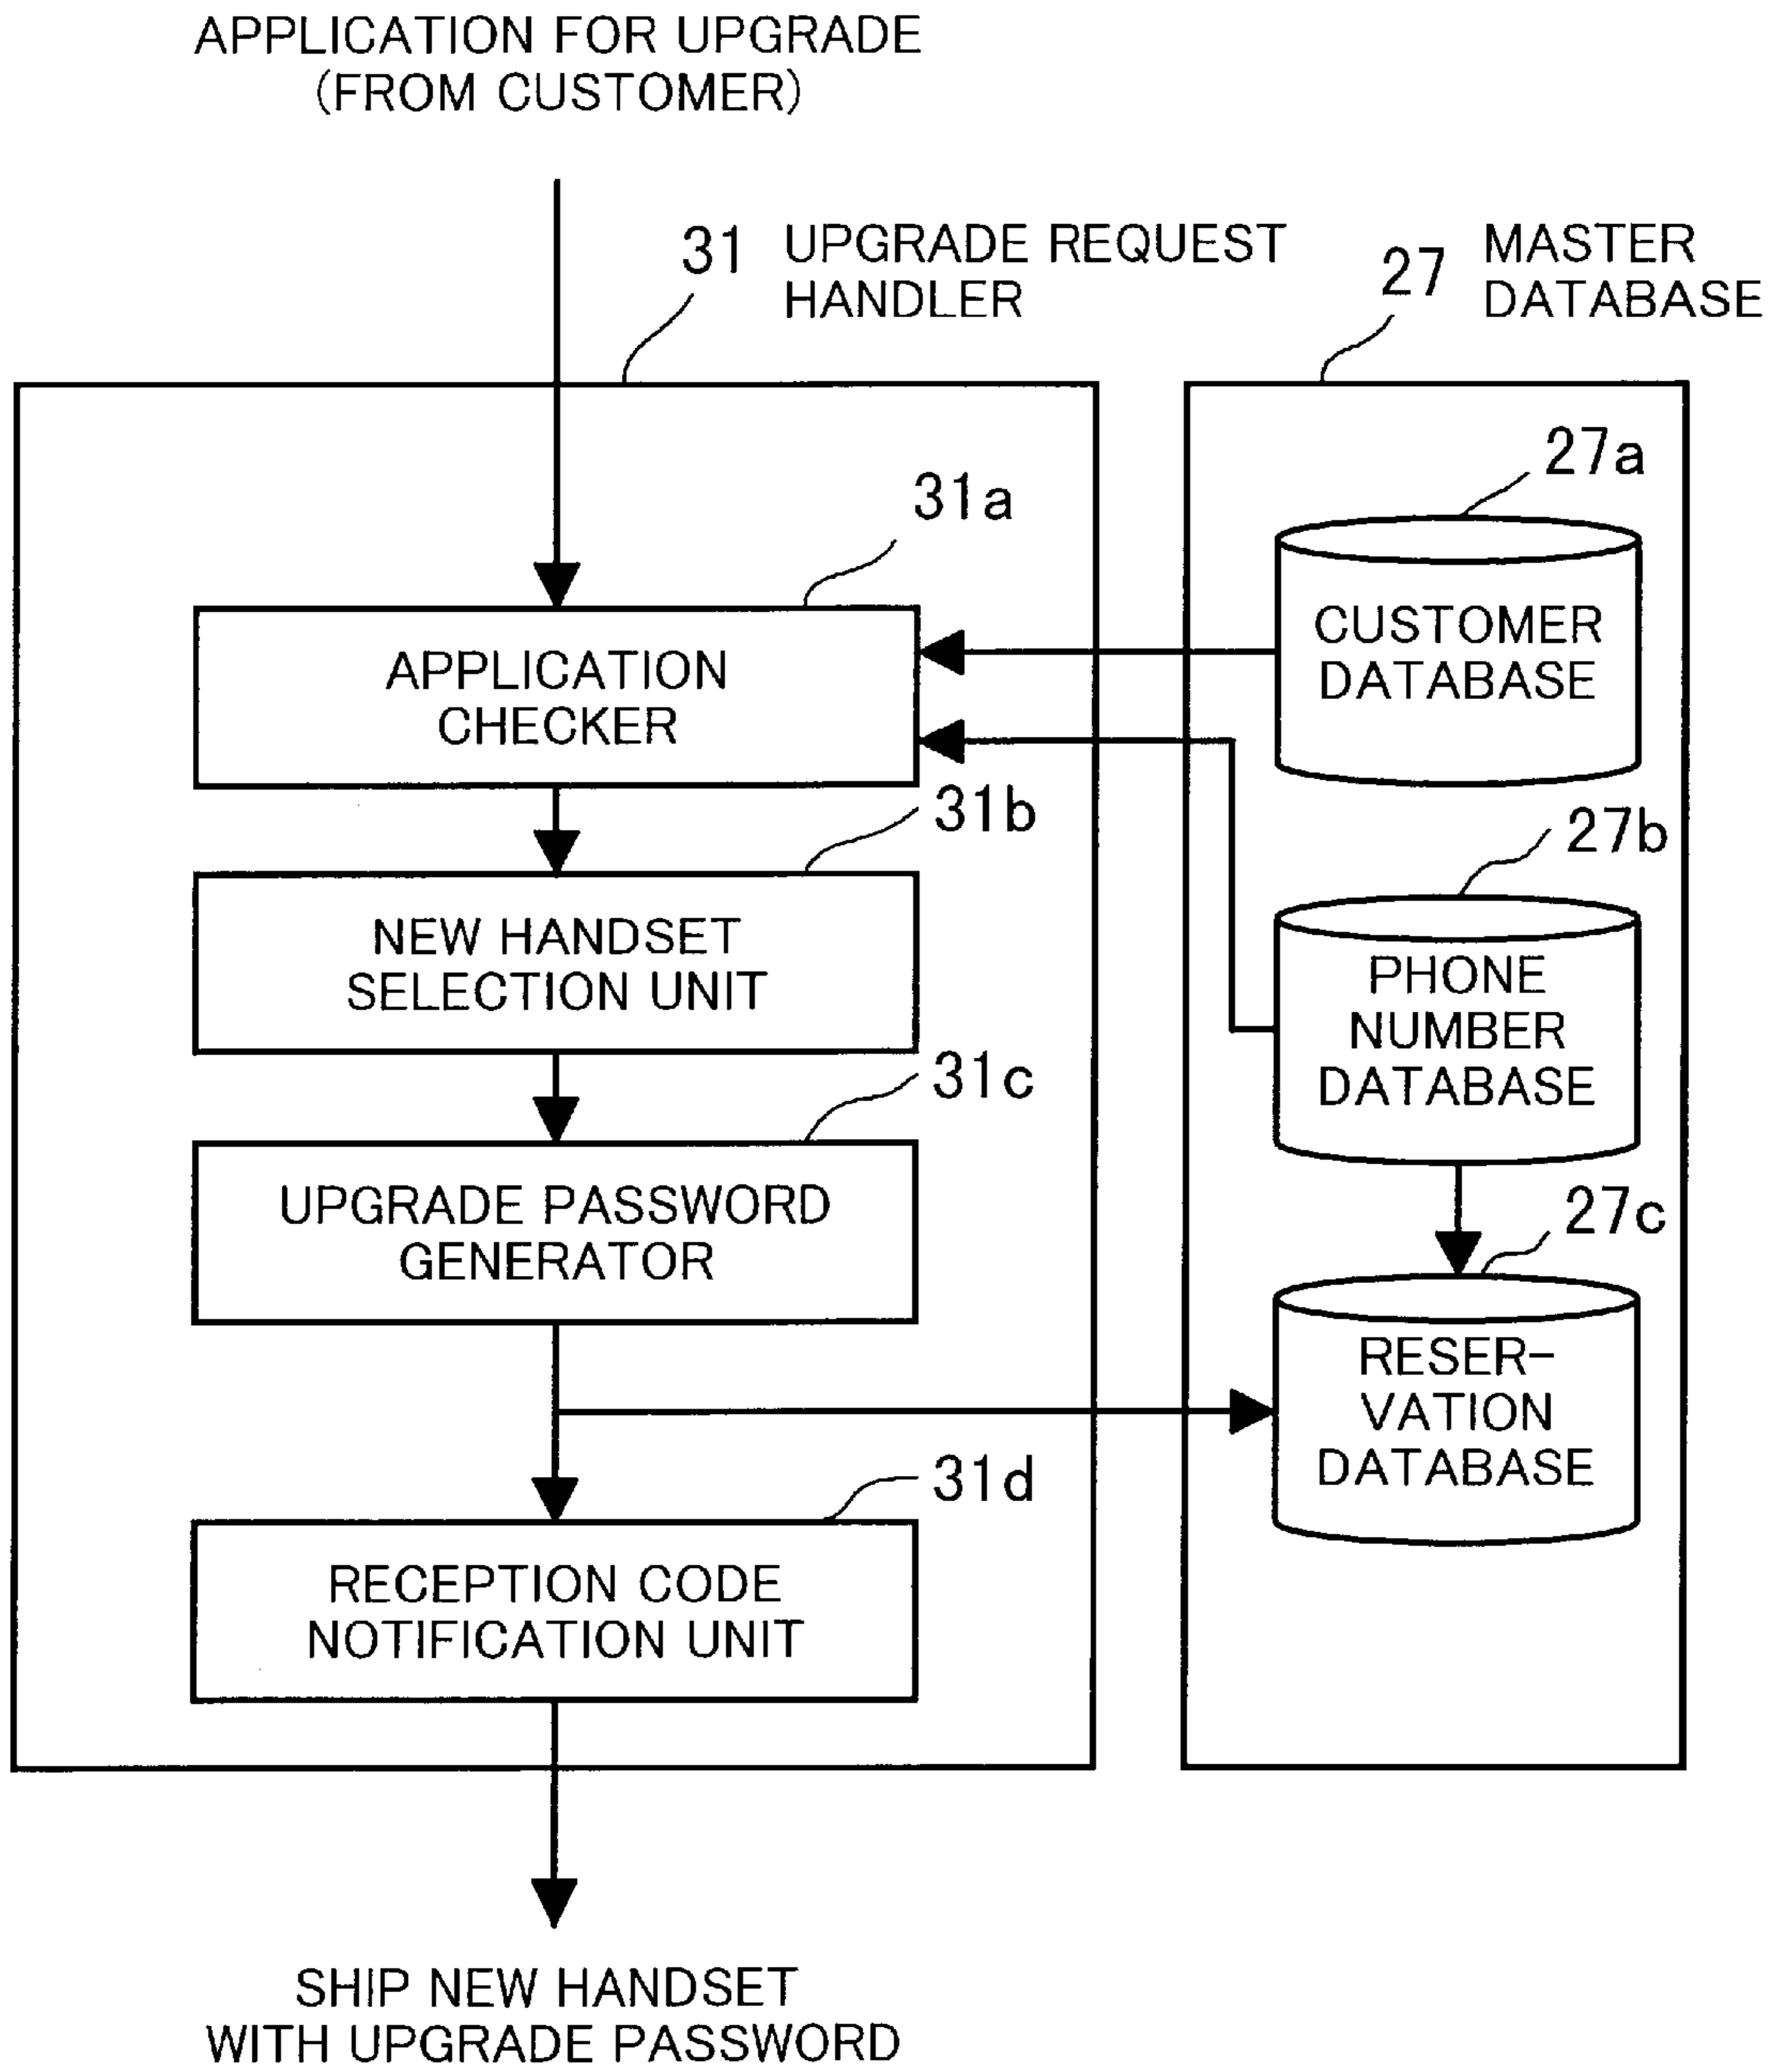 APPLICATION FOR UPGRADE
(FROM CUSTOMER)
31 UPGRADE REQUEST
HANDLER
27 MASTER
DATABASE
31a
APPLICATION
CHECKER
31b
NEW HANDSET
SELECTION UNIT
31c
UPGRADE PASSWORD
GENERATOR
31d
RECEPTION CODE
NOTIFICATION UNIT
27a
CUSTOMER
DATABASE
27b
PHONE
NUMBER
DATABASE
27c
RESER-
VATION
DATABASE
SHIP NEW HANDSET
WITH UPGRADE PASSWORD